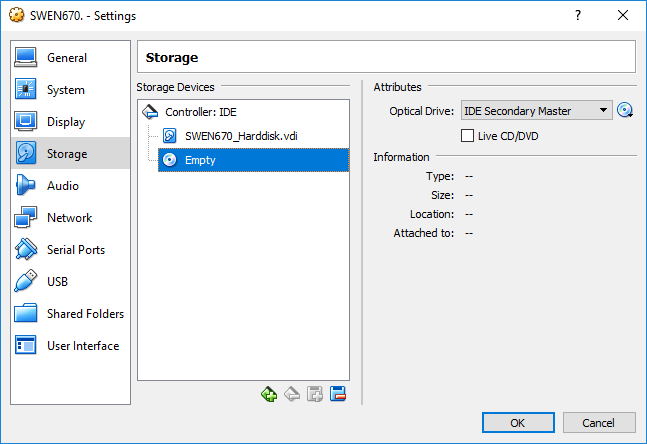 SWEN670. - Settings
?
General
System
Display
Storage
Audio
Network
Serial Ports
USB
Shared Folders
User Interface
Storage
Storage Devices
Controller: IDE
SWEN670_Harddisk.vdi
Empty
Attributes
Optical Drive: IDE Secondary Master
Live CD/DVD
Information
Type: --
Size: --
Location: --
Attached to: --
OK
Cancel